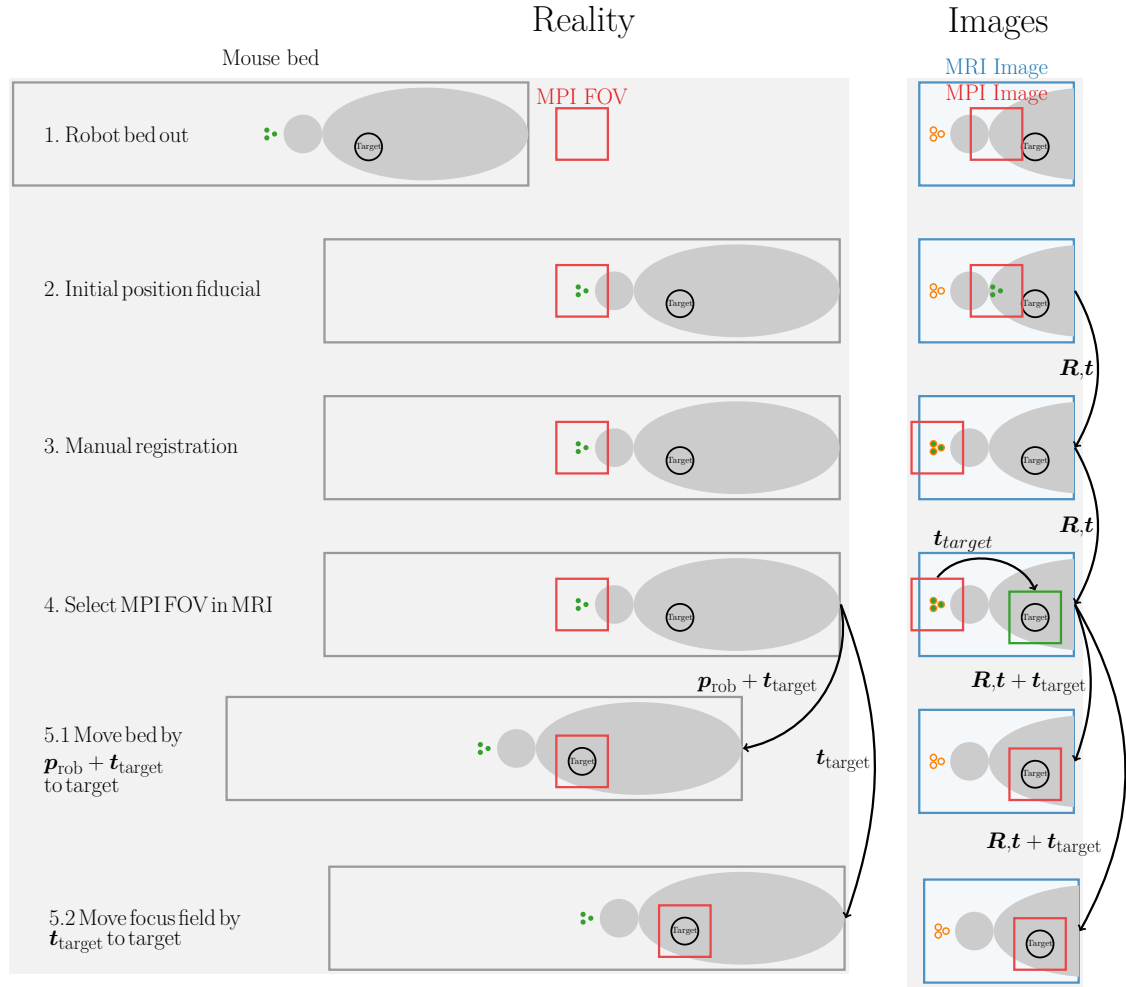 Reality
Images
Mouse bed
MRI Image
MPI FOV
MPI Image
1. Robot bed out
Target
Target
2. Initial position fiducial
Target
Target
R,t
3. Manual registration
Target
Target
R,t
t_target
4. Select MPI FOV in MRI
Target
Target
p_rob + t_target
R,t + t_target
5.1 Move bed by
p_rob + t_target
to target
Target
t_target
Target
R,t + t_target
5.2 Move focus field by
t_target to target
Target
Target